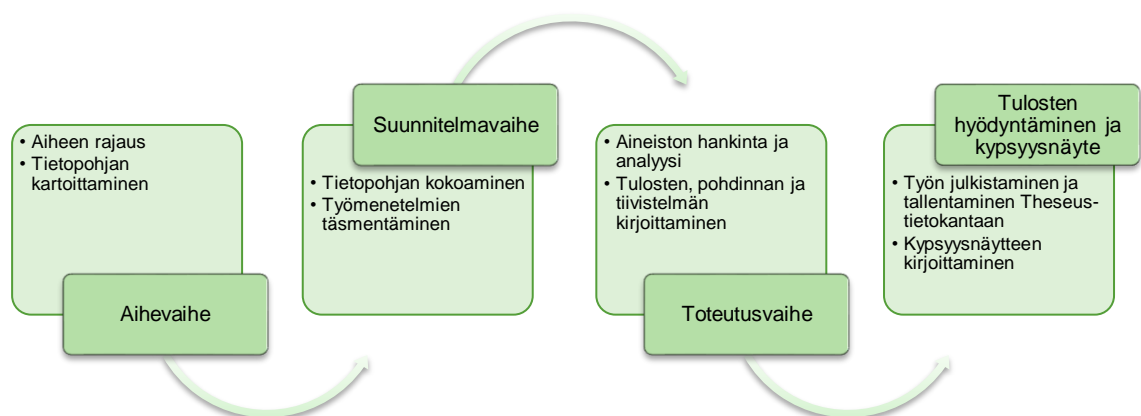 • Aiheen rajaus
• Tietopohjan
kartoittaminen
Aihevaihe
Suunnitelmavaihe
• Tietopohjan kokoaminen
• Työmenetelmien
täsmentäminen
• Aineiston hankinta ja
analyysi
• Tulosten, pohdinnan ja
tiivistelmän
kirjoittaminen
Toteutusvaihe
Tulosten
hyödyntäminen ja
kypsyysnäyte
• Työn julkistaminen ja
tallentaminen Theseus-
tietokantaan
• Kypsyysnäytteen
kirjoittaminen